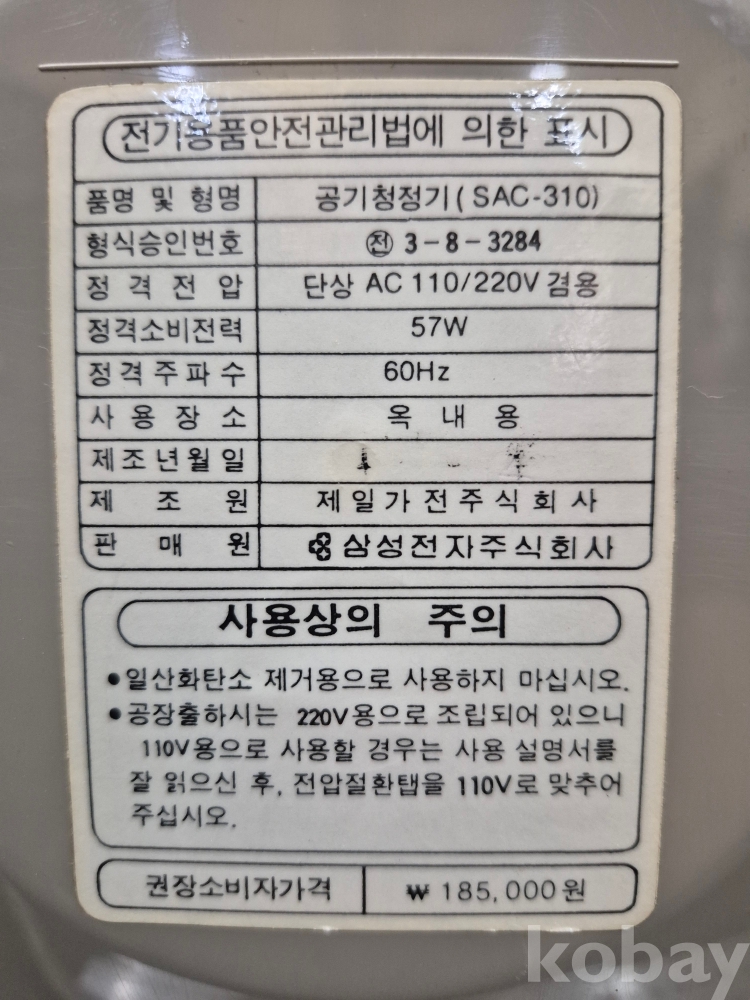 전기용품안전관리법에 의한 표시
품명 및 형명 공기청정기(SAC-310)
형식승인번호 ㉠ 3-8-3284
정격전압 단상 AC 110/220V 겸용
정격소비전력 57W
정격주파수 60Hz
사용장소 옥내용
제조년월일
제조원 제일가전주식회사
판매원 삼성전자주식회사
사용상의 주의
•일산화탄소 제거용으로 사용하지 마십시오.
•공장출하시는 220V용으로 조립되어 있으니
110V용으로 사용할 경우는 사용 설명서를
잘 읽으신 후, 전압절환탭을 110V로 맞추어
주십시오.
권장소비자가격 ₩ 185,000원
kobay